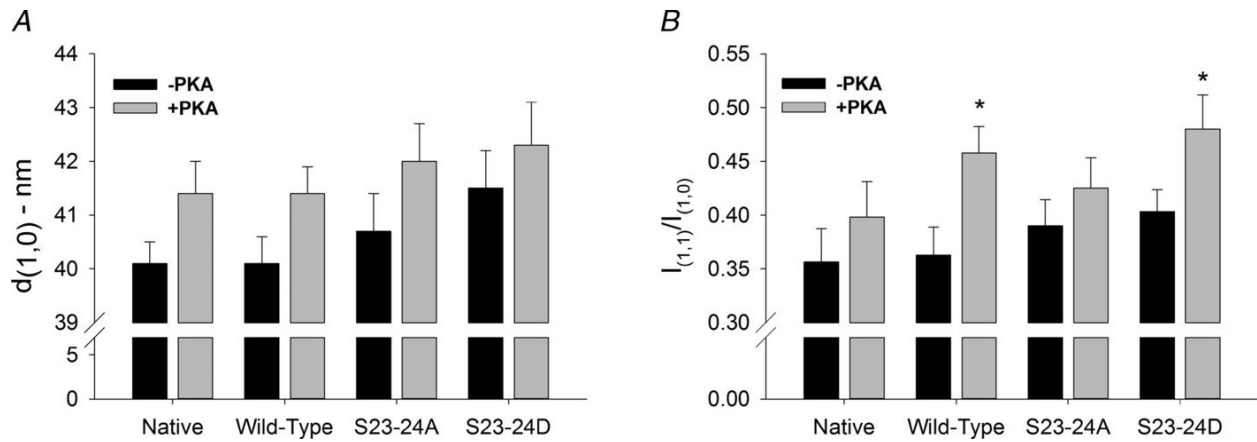 A
44
43
42
41
40
39
5
0
d(1,0) - nm
-PKA
+PKA
Native Wild-Type S23-24A S23-24D
B
0.55
0.50
0.45
0.40
0.35
0.30
0.00
I(1,1)/I(1,0)
-PKA
+PKA
*
*
Native Wild-Type S23-24A S23-24D